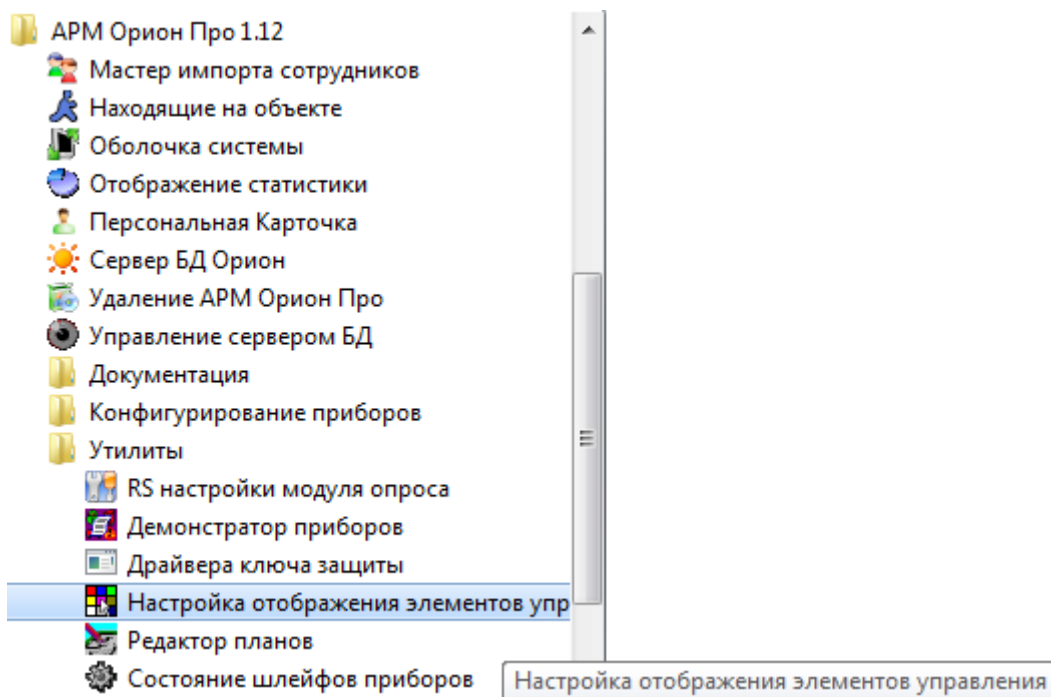 АРМ Орион Про 1.12
Мастер импорта сотрудников
Находящие на объекте
Оболочка системы
Отображение статистики
Персональная Карточка
Сервер БД Орион
Удаление АРМ Орион Про
Управление сервером БД
Документация
Конфигурирование приборов
Утилиты
RS настройки модуля опроса
Демонстратор приборов
Драйвера ключа защиты
Настройка отображения элементов упр
Редактор планов
Состояние шлейфов приборов
Настройка отображения элементов управления